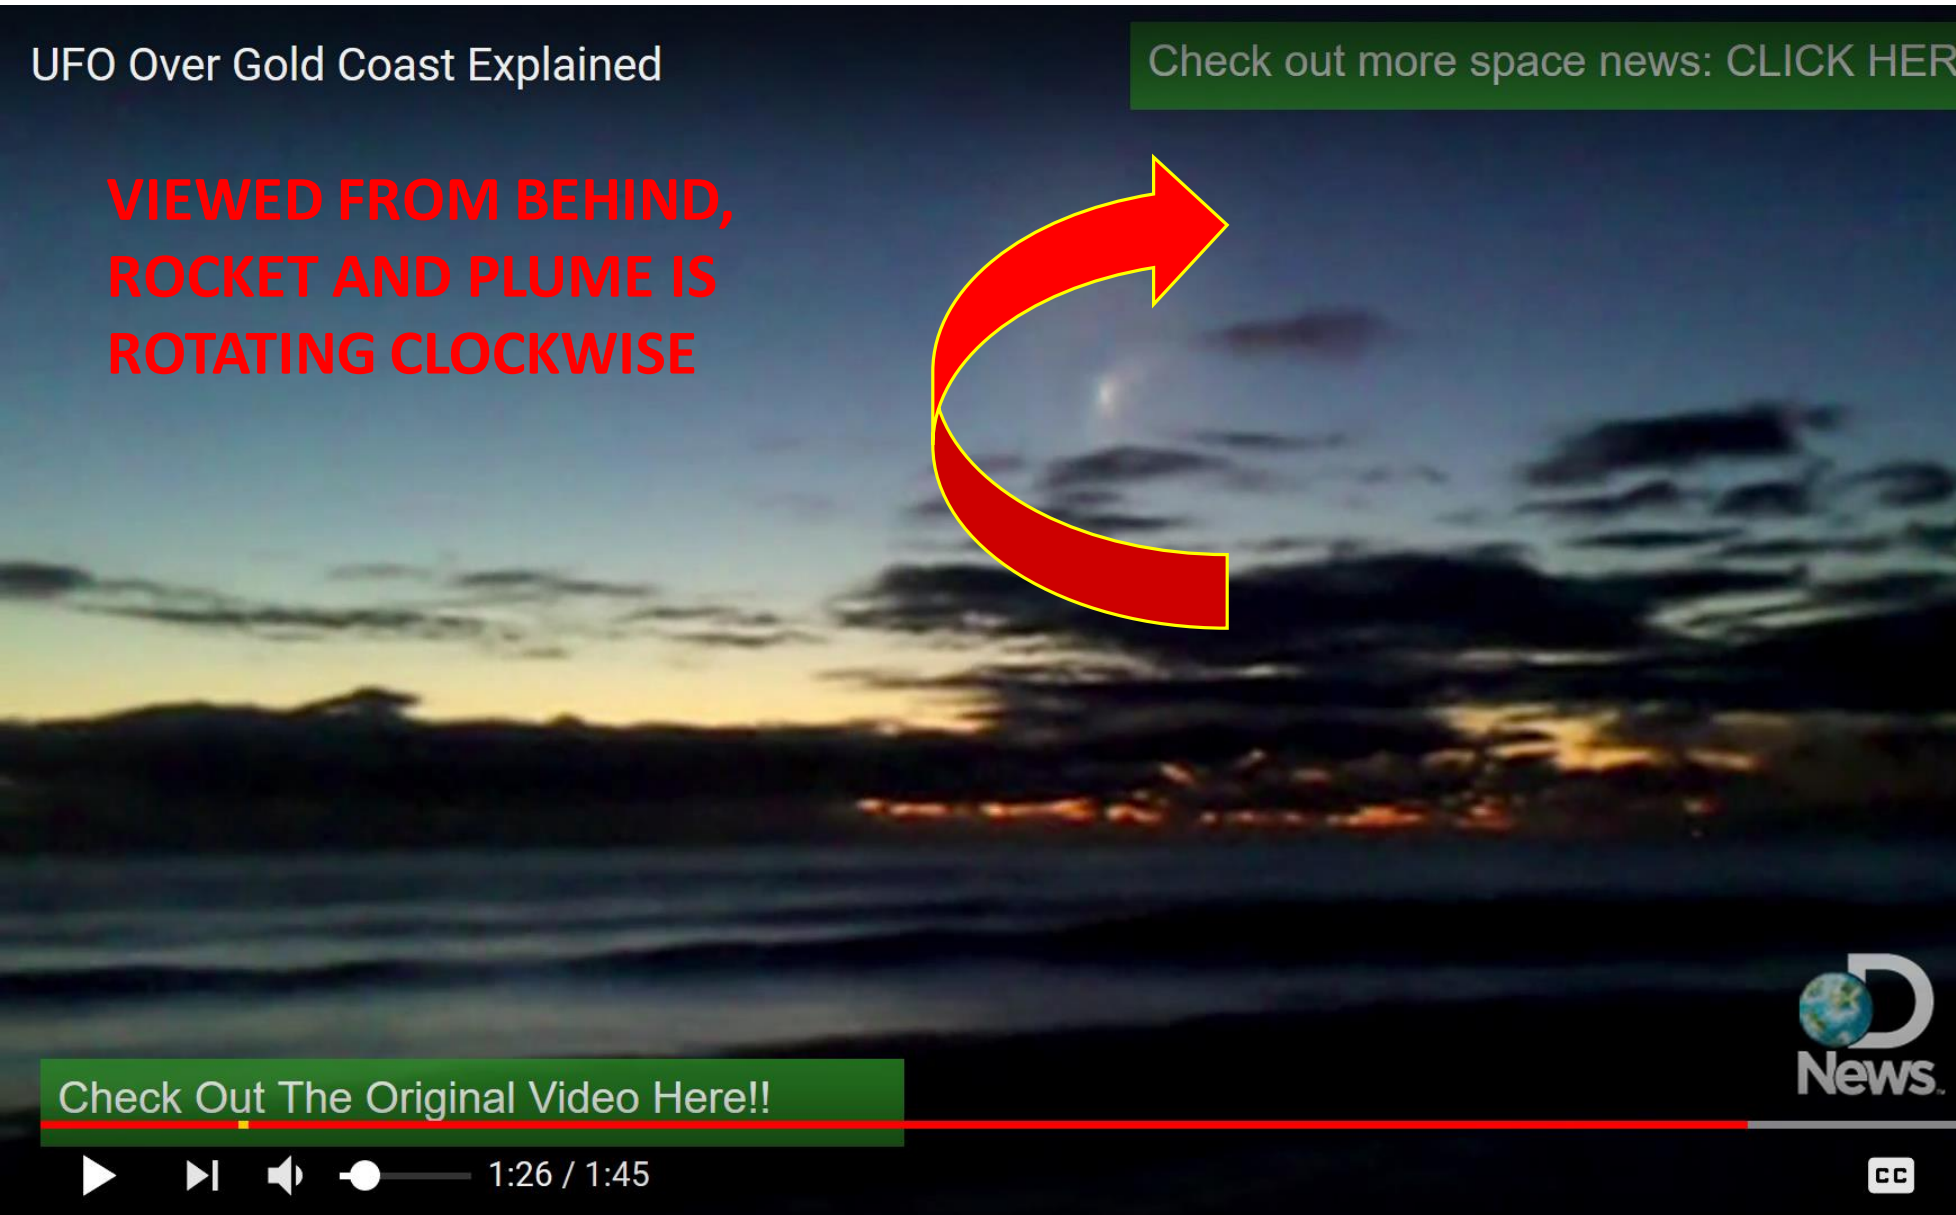 UFO Over Gold Coast Explained
Check out more space news: CLICK HER
VIEWED FROM BEHIND,
ROCKET AND PLUME IS
ROTATING CLOCKWISE
D
News
Check Out The Original Video Here!!
1:26 / 1:45
CC